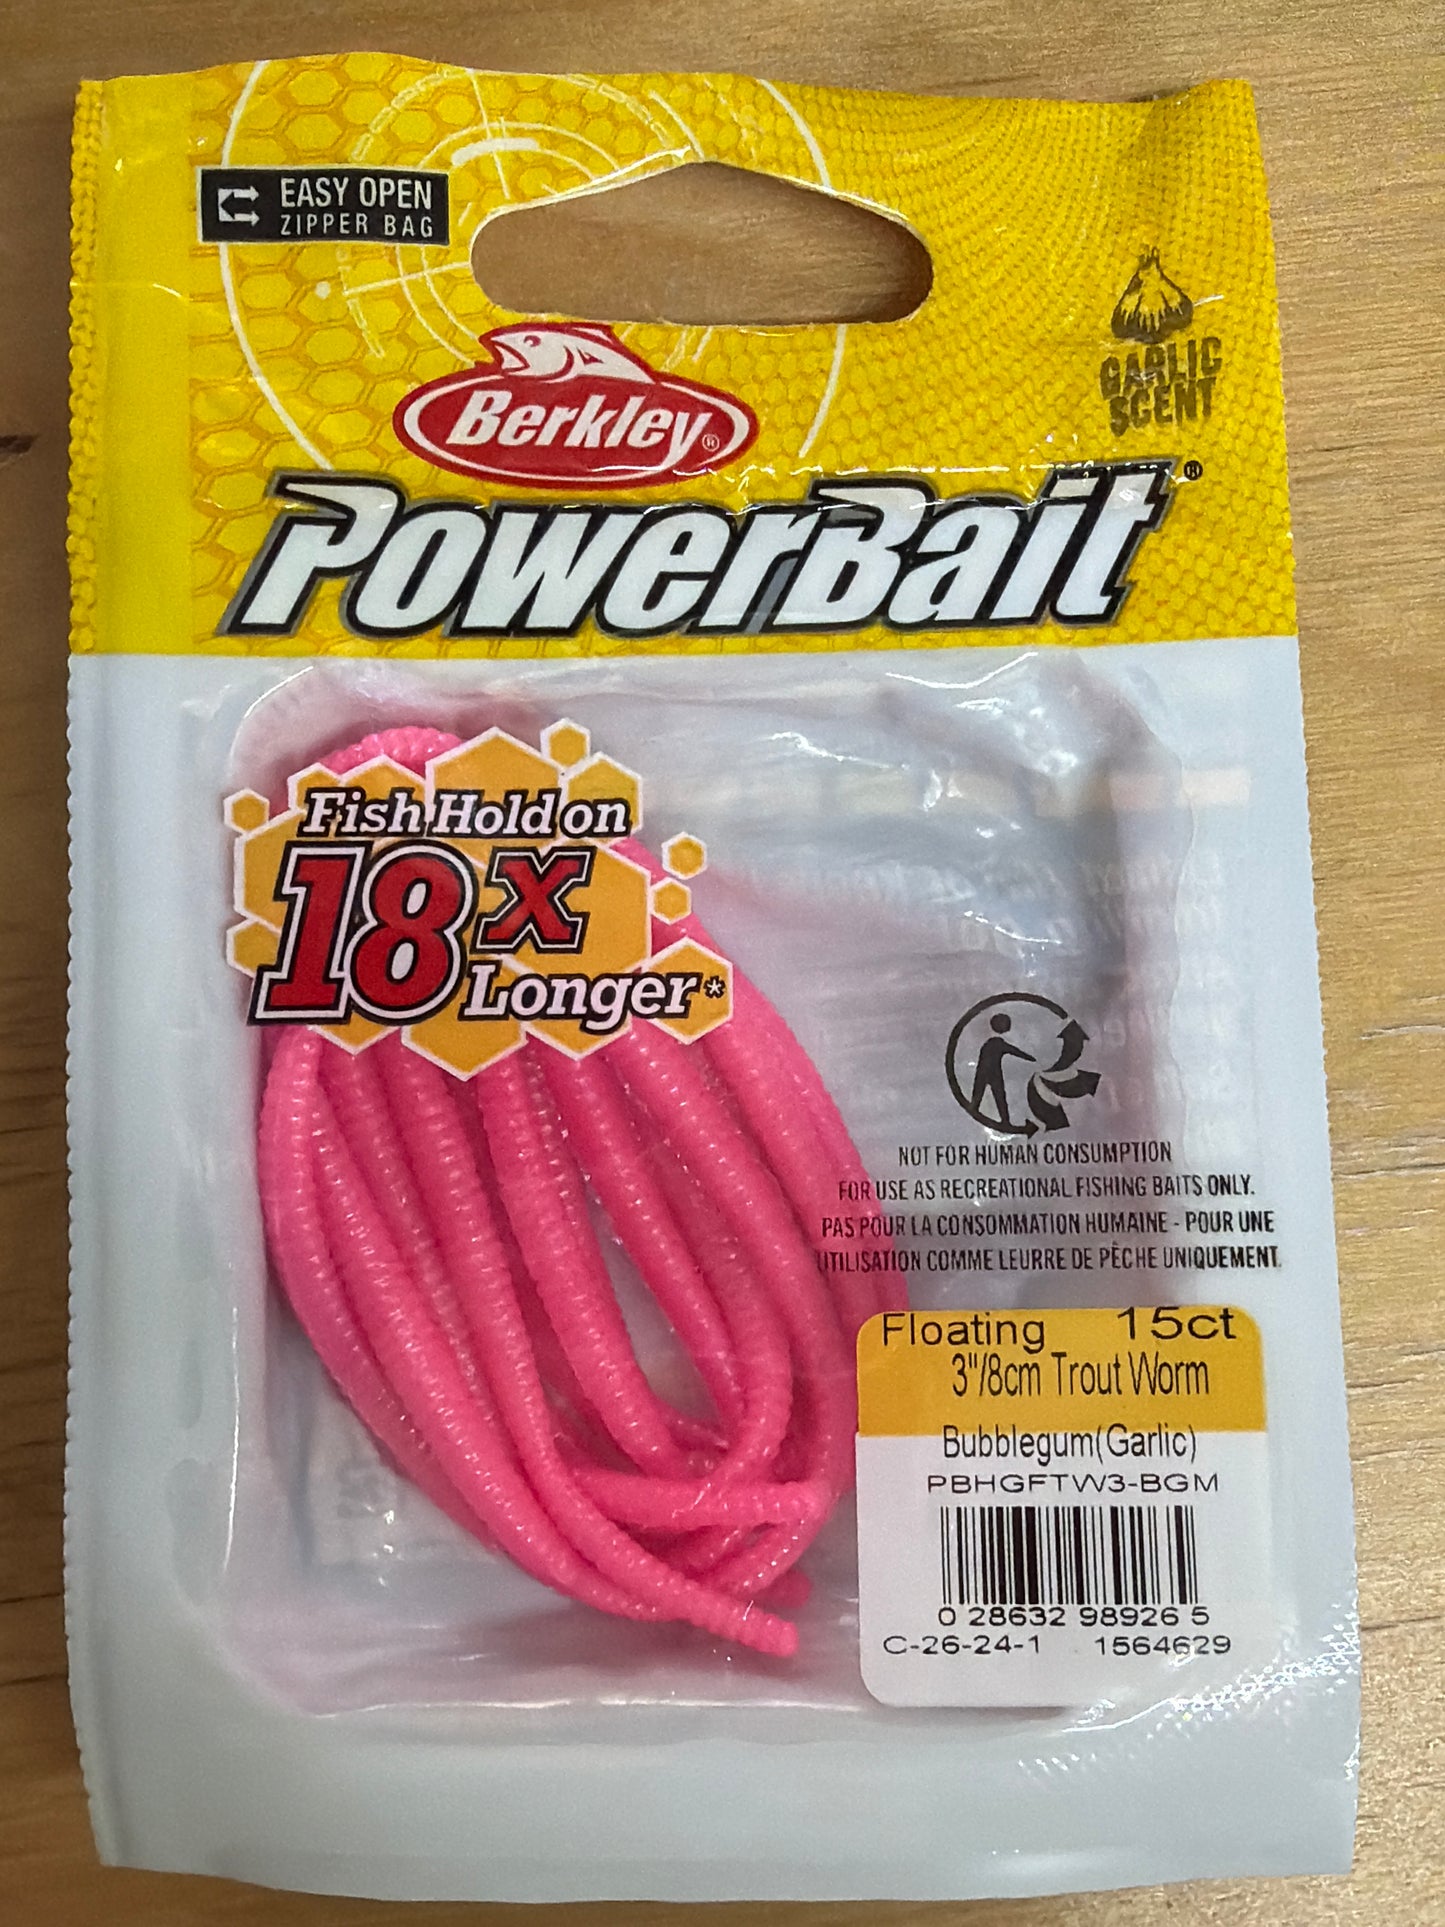 EASY OPEN
ZIPPER BAG
GARLIC
SCENT
Berkley®
PowerBait®
Fish Hold on
18x
Longer*
NOT FOR HUMAN CONSUMPTION
FOR USE AS RECREATIONAL FISHING BAITS ONLY.
PAS POUR LA CONSOMMATION HUMAINE - POUR UNE
UTILISATION COMME LEURRE DE PÊCHE UNIQUEMENT.
Floating 15ct
3"/8cm Trout Worm
Bubblegum(Garlic)
PBHGFTW3-BGM
0 28632 98926 5
C-26-24-1 1564629